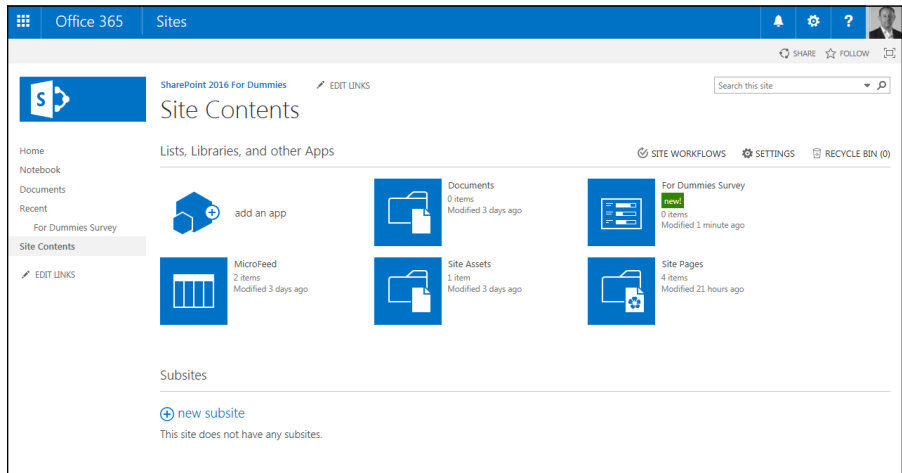 Office 365
Sites
?
SHARE
FOLLOW
S
SharePoint 2016 For Dummies
EDIT LINKS
Search this site
Site Contents
Home
Notebook
Documents
Recent
For Dummies Survey
Site Contents
EDIT LINKS
Lists, Libraries, and other Apps
SITE WORKFLOWS
SETTINGS
RECYCLE BIN (0)
add an app
Documents
0 items
Modified 3 days ago
For Dummies Survey
new!
0 items
Modified 1 minute ago
MicroFeed
2 items
Modified 3 days ago
Site Assets
1 item
Modified 3 days ago
Site Pages
4 items
Modified 21 hours ago
Subsites
new subsite
This site does not have any subsites.